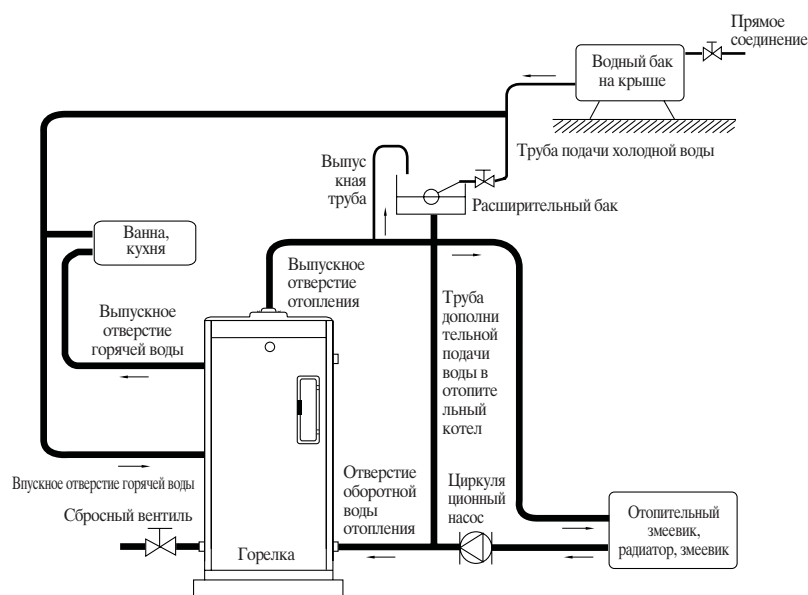 Прямое
соединение
Водный бак
на крыше
Труба подачи холодной воды
Выпус
кная
труба
Расширительный бак
Ванна,
кухня
Выпускное
отверстие
отопления
Выпускное
отверстие
горячей воды
Труба
дополни
тельной
подачи
воды в
отопите
льный
котел
Впускное отверстие горячей воды
Отверстие
оборотной
воды
отопления
Циркуля
ционный
насос
Сбросный вентиль
Горелка
Отопительный
змеевик,
радиатор, змеевик